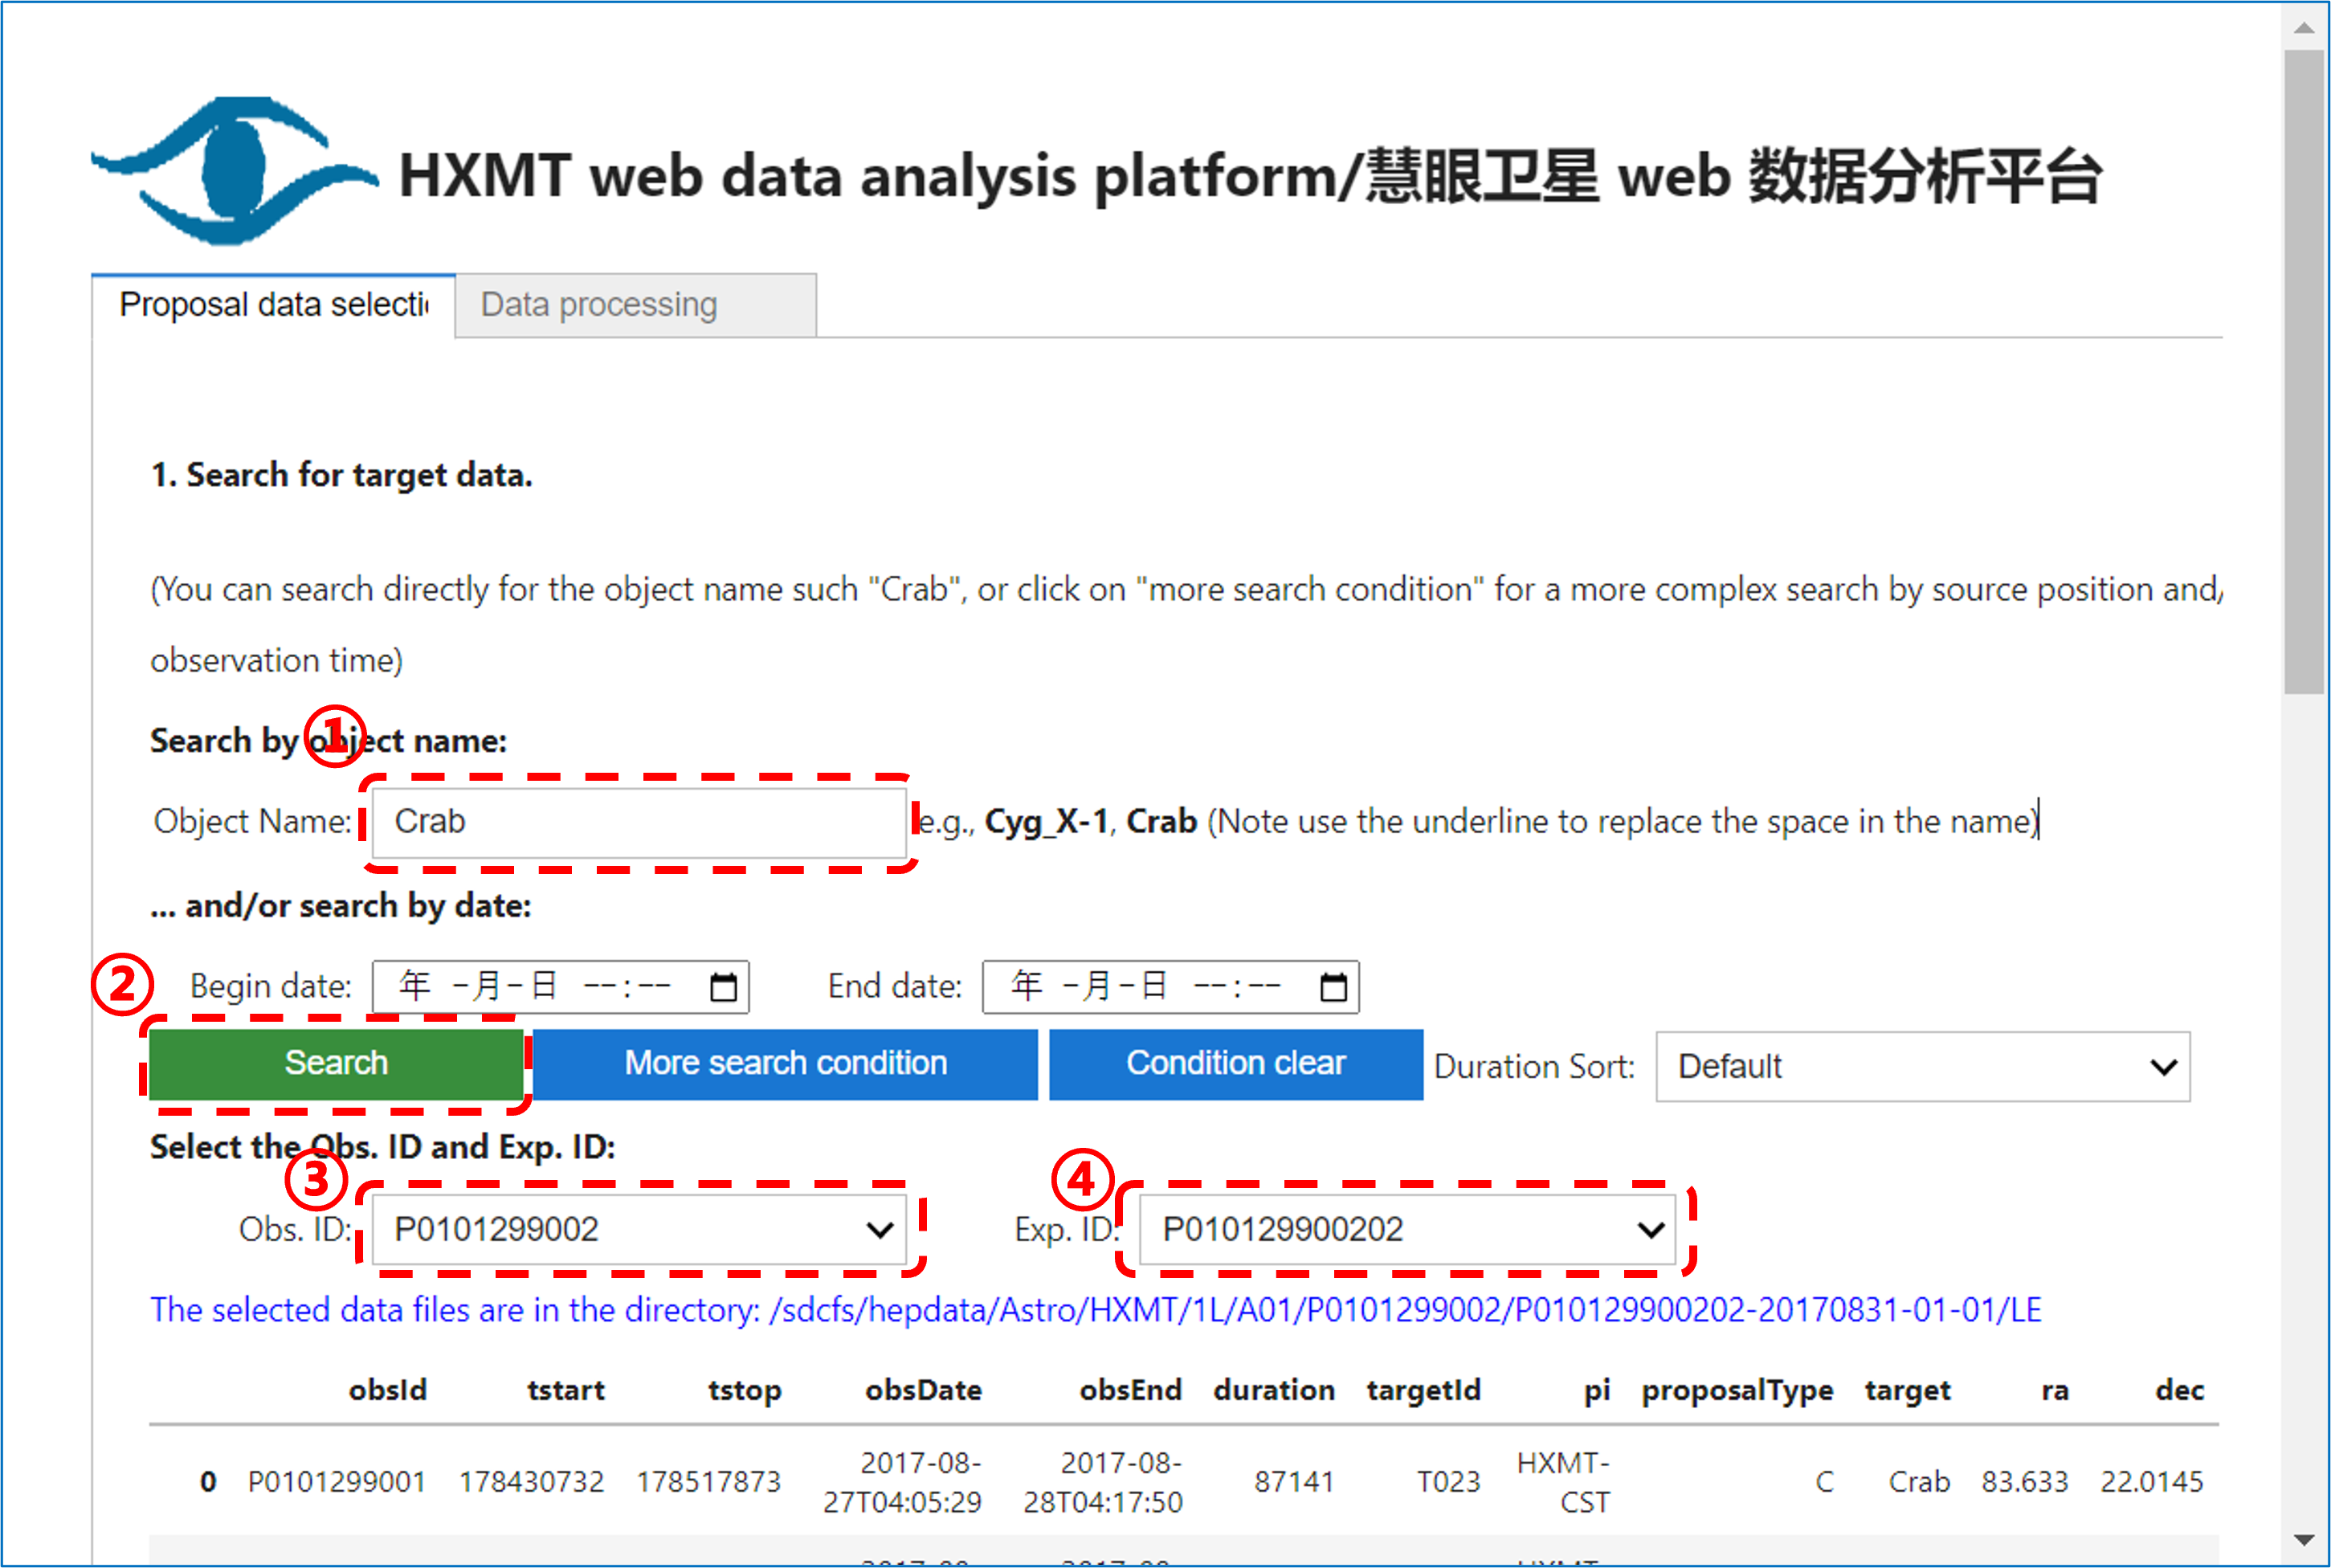 HXMT web data analysis platform/慧眼卫星 web 数据分析平台
Proposal data selecti
Data processing
1. Search for target data.
(You can search directly for the object name such "Crab", or click on "more search condition" for a more complex search by source position and/
observation time)
①
Search by object name:
Object Name: Crab e.g., Cyg_X-1, Crab (Note use the underline to replace the space in the name)
... and/or search by date:
②
Begin date: 年 -月-日 --:-- End date: 年 -月-日 --:--
Search More search condition Condition clear Duration Sort: Default
Select the Obs. ID and Exp. ID:
③ ④
Obs. ID: P0101299002 Exp. ID: P010129900202
The selected data files are in the directory: /sdcfs/hepdata/Astro/HXMT/1L/A01/P0101299002/P010129900202-20170831-01-01/LE
obsId tstart tstop obsDate obsEnd duration targetId pi proposalType target ra dec
0 P0101299001 178430732 178517873 2017-08-27T04:05:29 2017-08-28T04:17:50 87141 T023 HXMT-CST C Crab 83.633 22.0145